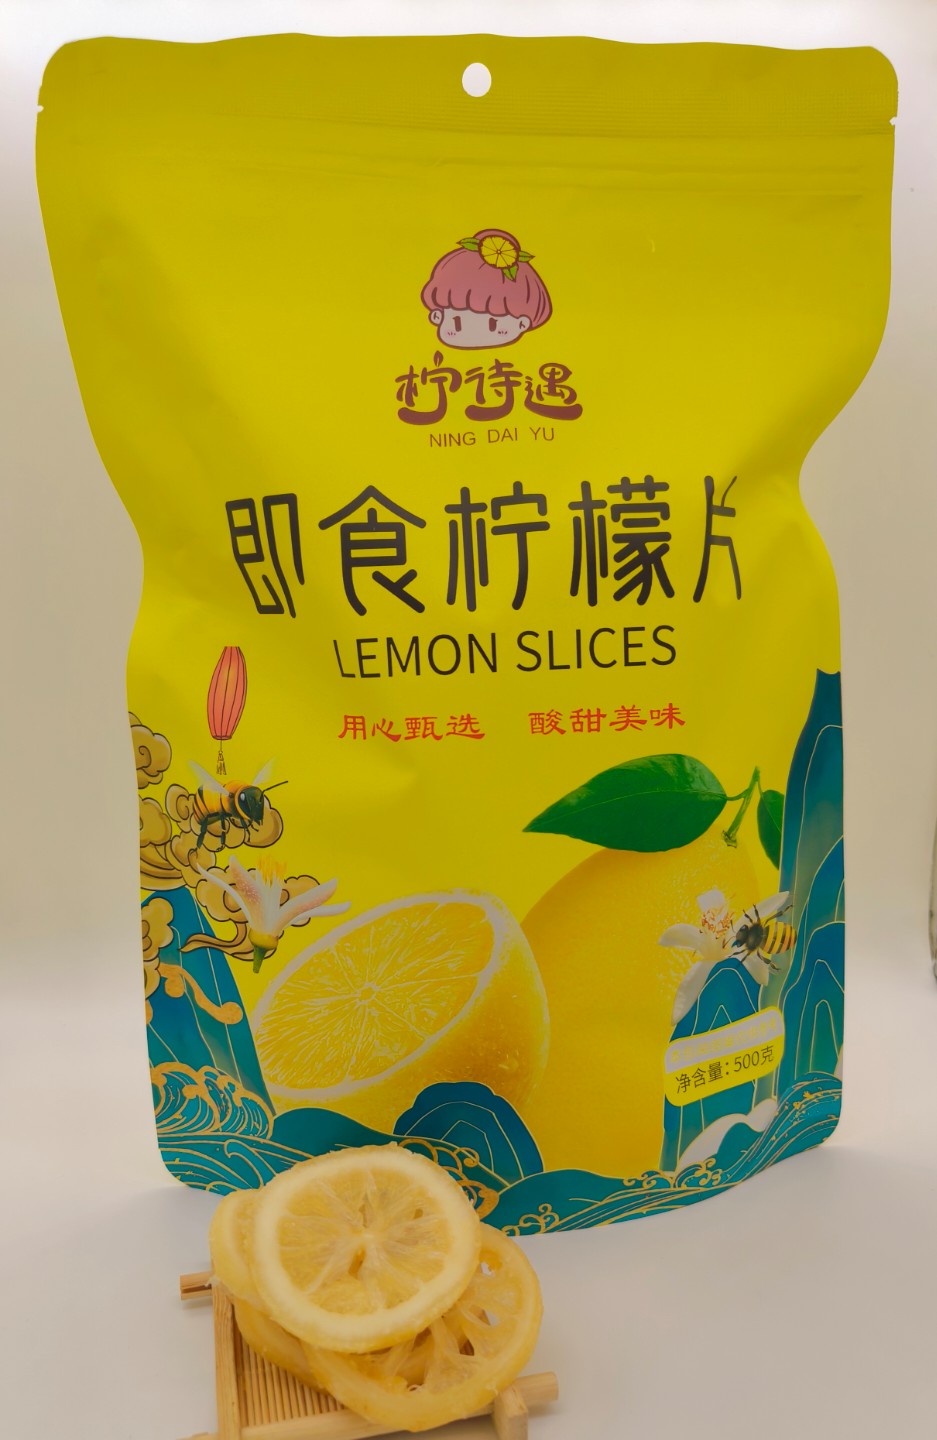 柠待遇
NING DAI YU
即食柠檬片
LEMON SLICES
用心甄选 酸甜美味
净含量：500克